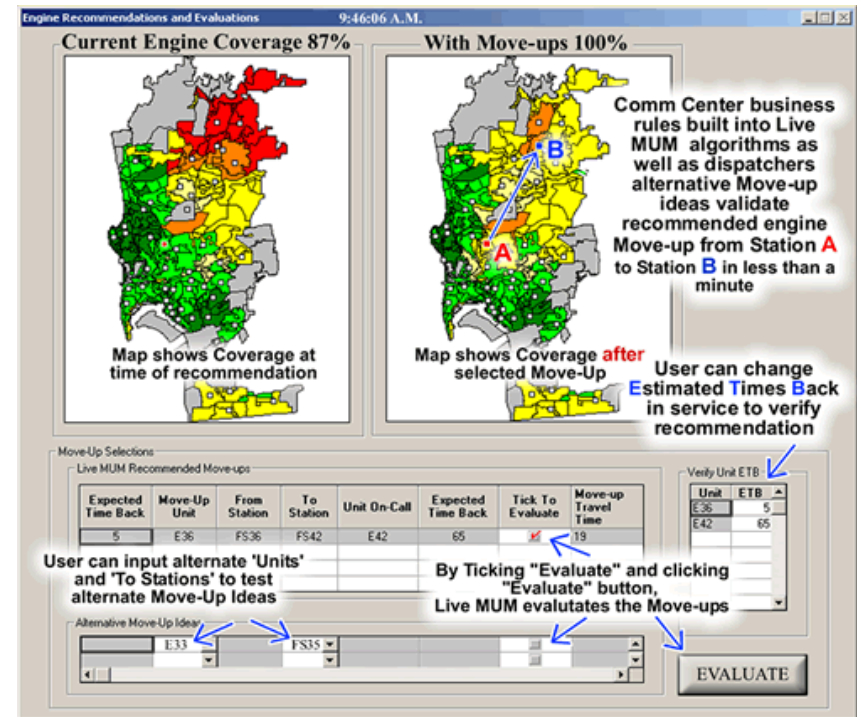 Engine Recommendations and Evaluations 9:46:06 A.M.
Current Engine Coverage 87%
With Move-ups 100%
Comm Center business
rules built into Live
MUM algorithms as
well as dispatchers
alternative Move-up
ideas validate
recommended engine
Move-up from Station A
to Station B in less than a
minute
B
A
Map shows Coverage at
time of recommendation
Map shows Coverage after
selected Move-Up
User can change
Estimated Times Back
in service to verify
recommendation
Move-Up Selections
Live MUM Recommended Move-ups
Verify Unit ETB
Expected Time Back Move-Up Unit From Station To Station Unit On-Call Expected Time Back Tick To Evaluate Move-up Travel Time
5 E36 FS36 FS42 E42 65 19
Unit ETB
E36 5
E42 65
User can input alternate 'Units'
and 'To Stations' to test
alternate Move-Up Ideas
By Ticking "Evaluate" and clicking
"Evaluate" button,
Live MUM evalutates the Move-ups
Alternative Move-Up Ideas
E33 FS35
EVALUATE